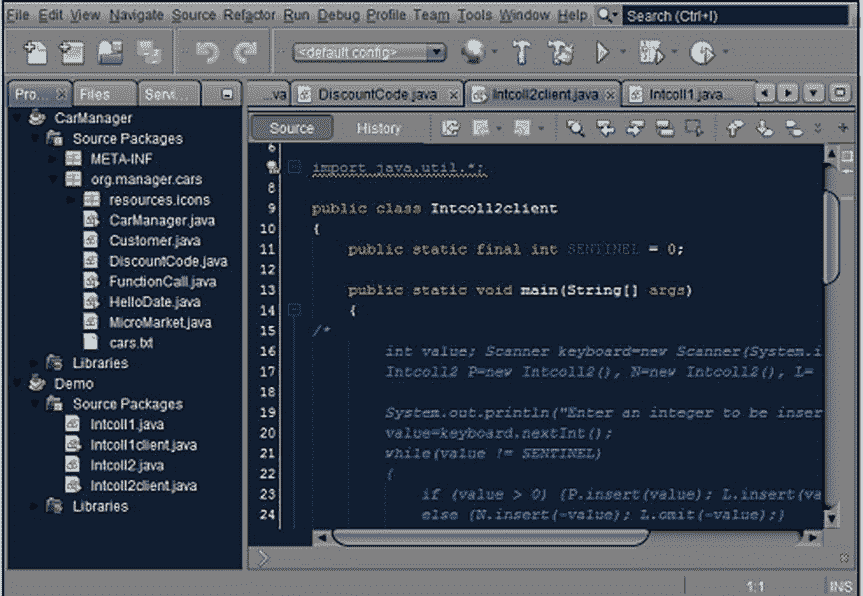 File Edit View Navigate Source Refactor Run Debug Profile Team Tools Window Help Search (Ctrl+I)
<default config>
Pro... Files Servi...
...va DiscountCode.java Intcoll2client.java Intcoll1.java...
Source History
CarManager
Source Packages
META-INF
org.manager.cars
resources.icons
CarManager.java
Customer.java
DiscountCode.java
FunctionCall.java
HelloDate.java
MicroMarket.java
cars.txt
Libraries
Demo
Source Packages
Intcoll1.java
Intcoll1client.java
Intcoll2.java
Intcoll2client.java
Libraries
6
import java.util.*;
8
9 public class Intcoll2client
10 {
11 public static final int SENTINEL = 0;
12
13 public static void main(String[] args)
14 {
15 /*
16 int value; Scanner keyboard=new Scanner(System.i
17 Intcoll2 P=new Intcoll2(), N=new Intcoll2(), L=
18
19 System.out.println("Enter an integer to be inser
20 value=keyboard.nextInt();
21 while(value != SENTINEL)
22 {
23 if (value > 0) {P.insert(value); L.insert(va
24 else {N.insert(-value); L.omit(-value);}
1:1 INS